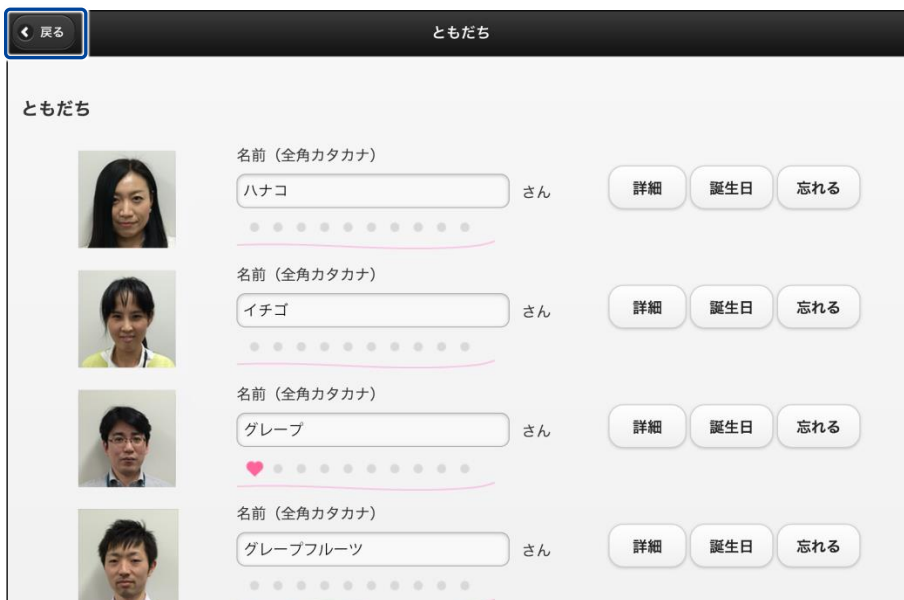 戻る
ともだち
ともだち
名前（全角カタカナ）
ハナコ さん 詳細 誕生日 忘れる
名前（全角カタカナ）
イチゴ さん 詳細 誕生日 忘れる
名前（全角カタカナ）
グレープ さん 詳細 誕生日 忘れる
名前（全角カタカナ）
グレープフルーツ さん 詳細 誕生日 忘れる